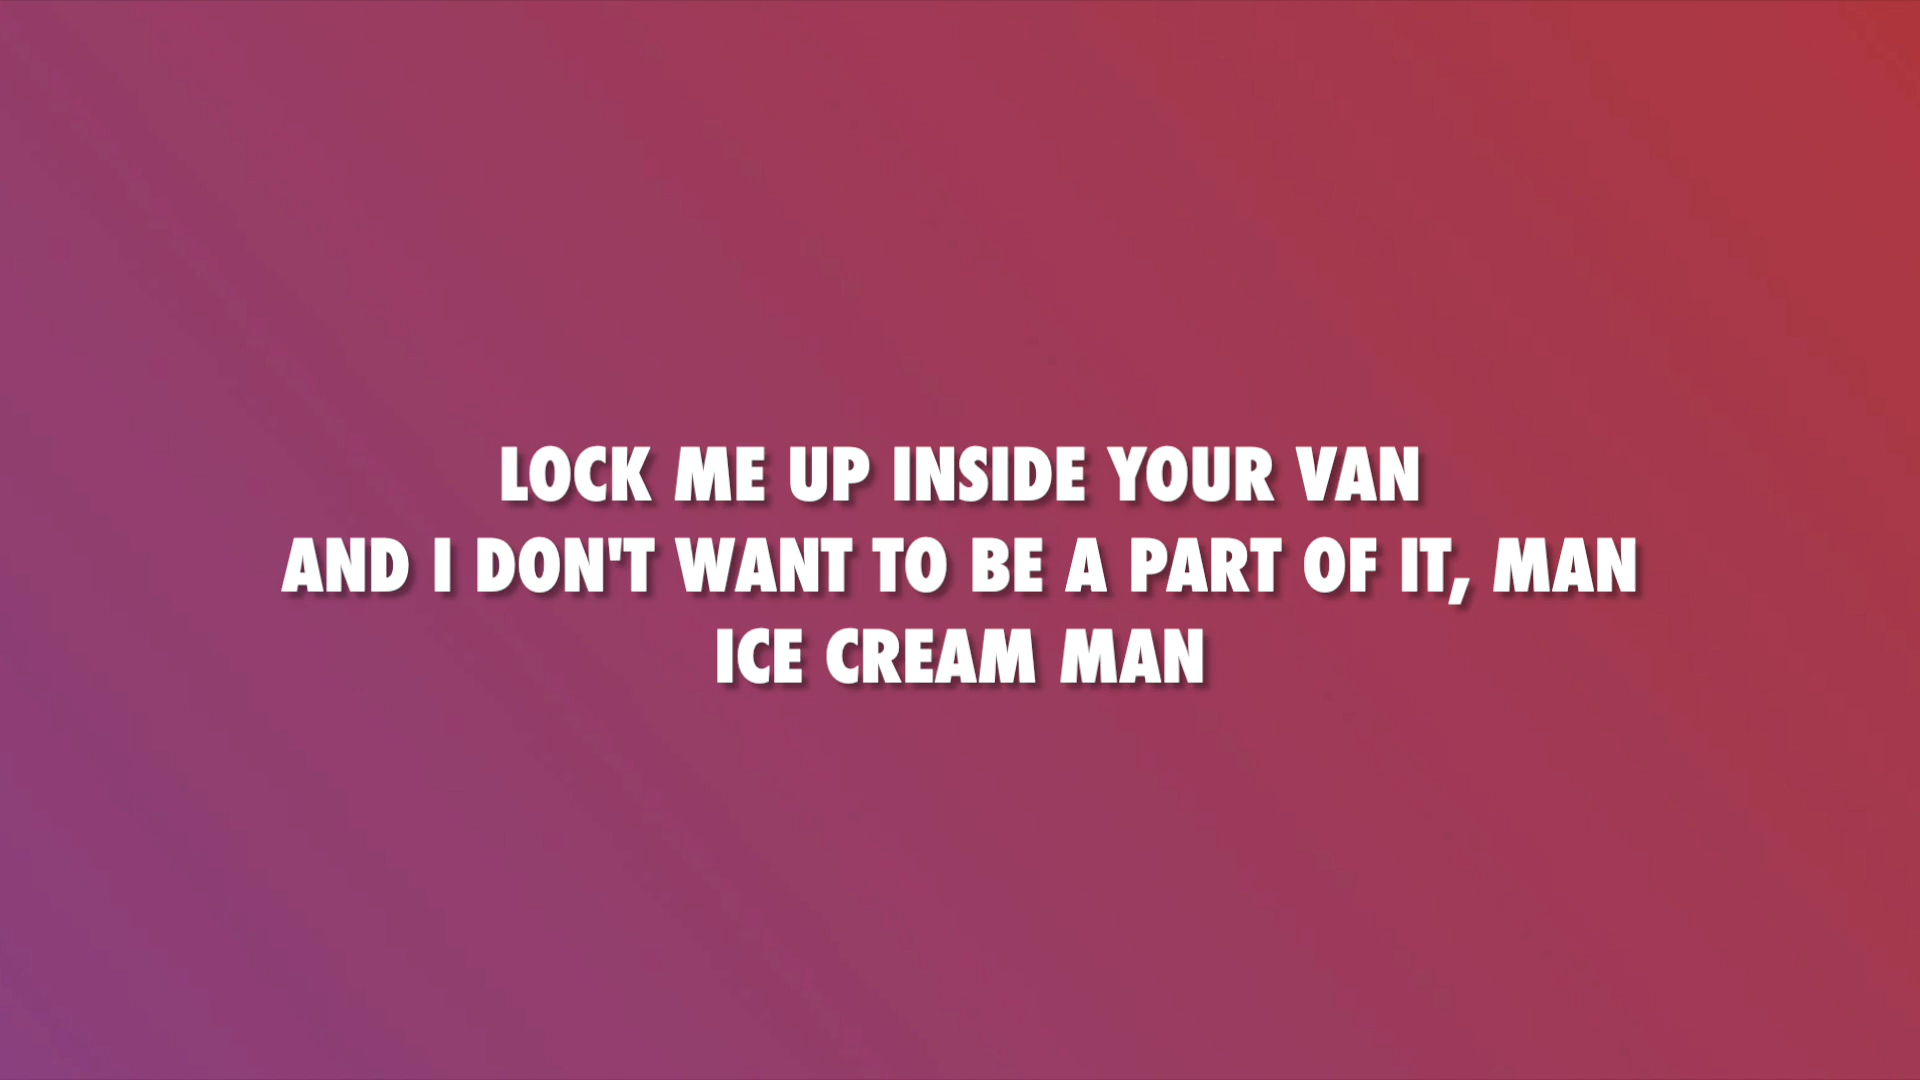 LOCK ME UP INSIDE YOUR VAN
AND I DON'T WANT TO BE A PART OF IT, MAN
ICE CREAM MAN